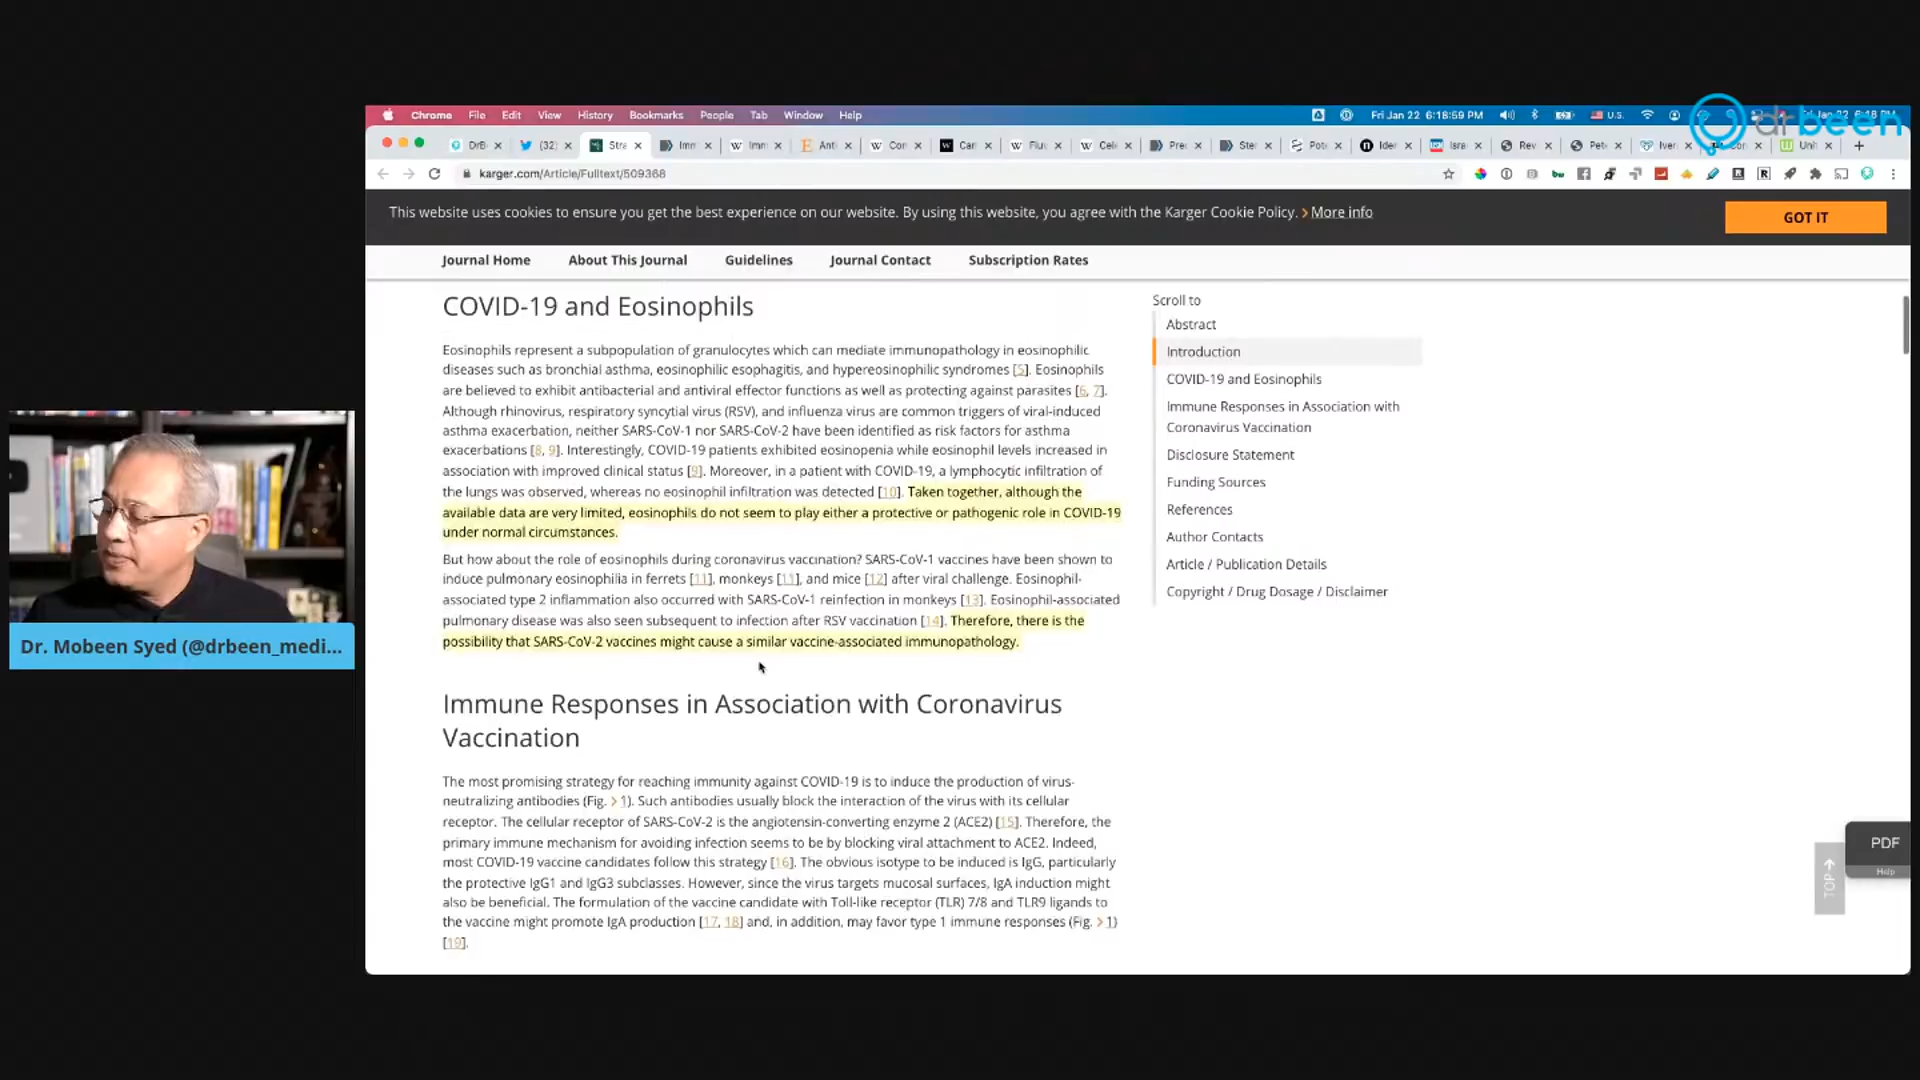 Chrome File Edit View History Bookmarks People Tab Window Help
U.S. Fri Jan 22 6:18:59 PM
drbeen
DrB (32) Stra Imm Imm Anti Con Car Flu Cel Pre Ster Pote Ider Isra Rev Pete Iver Uni
karger.com/Article/Fulltext/509368
This website uses cookies to ensure you get the best experience on our website. By using this website, you agree with the Karger Cookie Policy. > More info
GOT IT
Journal Home About This Journal Guidelines Journal Contact Subscription Rates
COVID-19 and Eosinophils
Eosinophils represent a subpopulation of granulocytes which can mediate immunopathology in eosinophilic
diseases such as bronchial asthma, eosinophilic esophagitis, and hypereosinophilic syndromes [5]. Eosinophils
are believed to exhibit antibacterial and antiviral effector functions as well as protecting against parasites [6, 7].
Although rhinovirus, respiratory syncytial virus (RSV), and influenza virus are common triggers of viral-induced
asthma exacerbation, neither SARS-CoV-1 nor SARS-CoV-2 have been identified as risk factors for asthma
exacerbations [8, 9]. Interestingly, COVID-19 patients exhibited eosinopenia while eosinophil levels increased in
association with improved clinical status [9]. Moreover, in a patient with COVID-19, a lymphocytic infiltration of
the lungs was observed, whereas no eosinophil infiltration was detected [10]. Taken together, although the
available data are very limited, eosinophils do not seem to play either a protective or pathogenic role in COVID-19
under normal circumstances.
But how about the role of eosinophils during coronavirus vaccination? SARS-CoV-1 vaccines have been shown to
induce pulmonary eosinophilia in ferrets [11], monkeys [11], and mice [12] after viral challenge. Eosinophil-
associated type 2 inflammation also occurred with SARS-CoV-1 reinfection in monkeys [13]. Eosinophil-associated
pulmonary disease was also seen subsequent to infection after RSV vaccination [14]. Therefore, there is the
possibility that SARS-CoV-2 vaccines might cause a similar vaccine-associated immunopathology.
Immune Responses in Association with Coronavirus
Vaccination
The most promising strategy for reaching immunity against COVID-19 is to induce the production of virus-
neutralizing antibodies (Fig. > 1). Such antibodies usually block the interaction of the virus with its cellular
receptor. The cellular receptor of SARS-CoV-2 is the angiotensin-converting enzyme 2 (ACE2) [15]. Therefore, the
primary immune mechanism for avoiding infection seems to be by blocking viral attachment to ACE2. Indeed,
most COVID-19 vaccine candidates follow this strategy [16]. The obvious isotype to be induced is IgG, particularly
the protective IgG1 and IgG3 subclasses. However, since the virus targets mucosal surfaces, IgA induction might
also be beneficial. The formulation of the vaccine candidate with Toll-like receptor (TLR) 7/8 and TLR9 ligands to
the vaccine might promote IgA production [17, 18] and, in addition, may favor type 1 immune responses (Fig. > 1)
[19].
Scroll to
Abstract
Introduction
COVID-19 and Eosinophils
Immune Responses in Association with
Coronavirus Vaccination
Disclosure Statement
Funding Sources
References
Author Contacts
Article / Publication Details
Copyright / Drug Dosage / Disclaimer
PDF
Help
TOP
Dr. Mobeen Syed (@drbeen_medi...